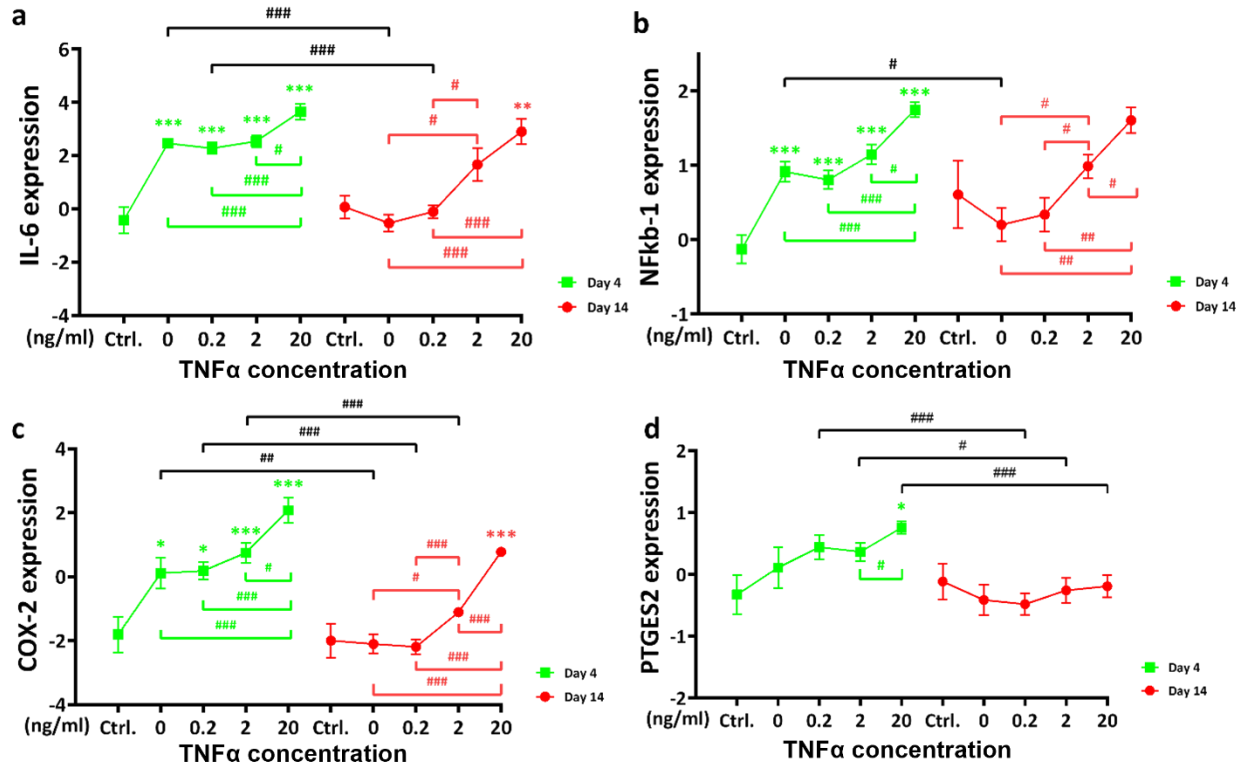 a
###
###
IL-6 expression
6
4
2
0
-2
-4
***
***
***
***
#
###
###
#
#
**
###
###
Day 4
Day 14
(ng/ml) Ctrl. 0 0.2 2 20 Ctrl. 0 0.2 2 20
TNFα concentration
b
#
NFkb-1 expression
2
1
0
-1
***
***
***
***
#
###
###
#
#
#
##
##
Day 4
Day 14
(ng/ml) Ctrl. 0 0.2 2 20 Ctrl. 0 0.2 2 20
TNFα concentration
c
###
###
##
COX-2 expression
4
2
0
-2
-4
*
*
***
***
#
###
###
###
#
***
###
###
###
Day 4
Day 14
(ng/ml) Ctrl. 0 0.2 2 20 Ctrl. 0 0.2 2 20
TNFα concentration
d
###
#
###
PTGES2 expression
2
1
0
-1
-2
*
#
Day 4
Day 14
(ng/ml) Ctrl. 0 0.2 2 20 Ctrl. 0 0.2 2 20
TNFα concentration